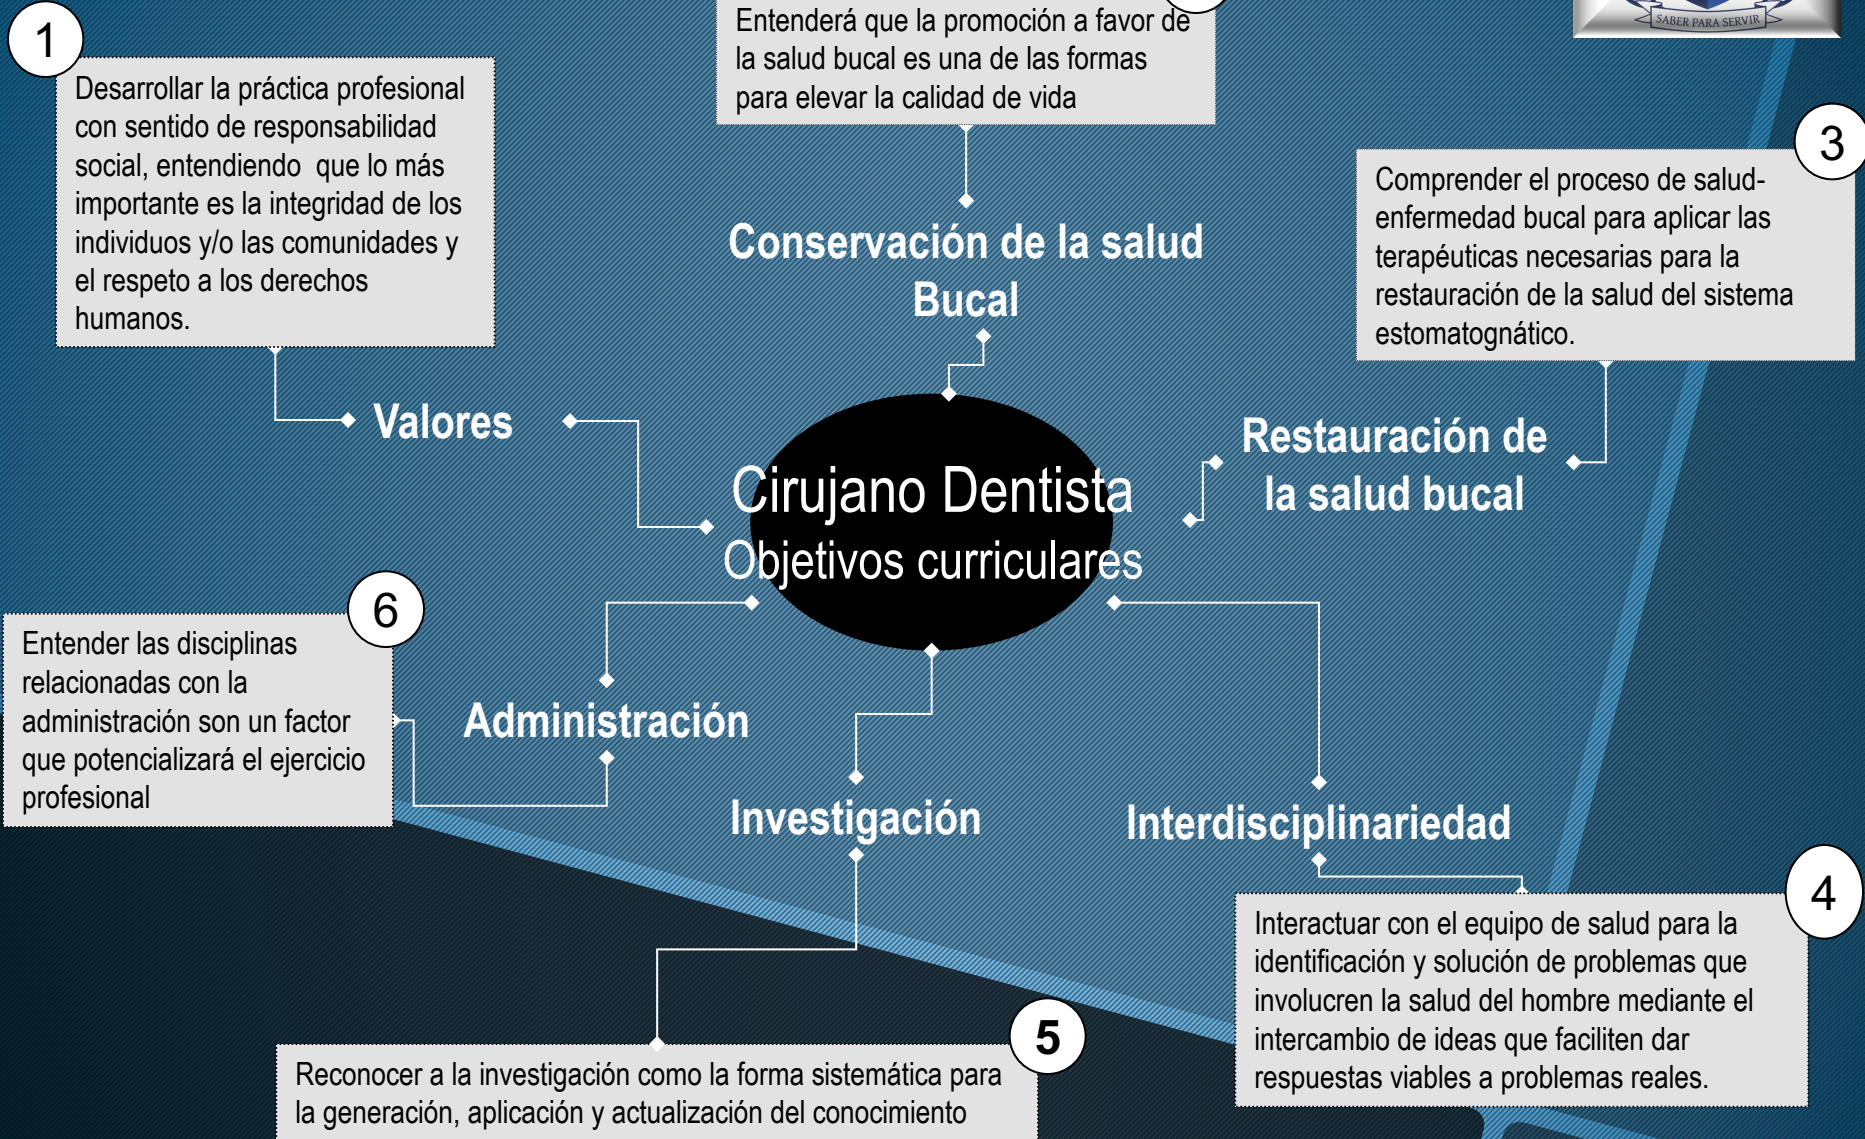 1
Desarrollar la práctica profesional
con sentido de responsabilidad
social, entendiendo que lo más
importante es la integridad de los
individuos y/o las comunidades y
el respeto a los derechos
humanos.
Valores
Entenderá que la promoción a favor de
la salud bucal es una de las formas
para elevar la calidad de vida
Conservación de la salud
Bucal
SABER PARA SERVIR
3
Comprender el proceso de salud-
enfermedad bucal para aplicar las
terapéuticas necesarias para la
restauración de la salud del sistema
estomatognático.
Restauración de
la salud bucal
Cirujano Dentista
Objetivos curriculares
6
Entender las disciplinas
relacionadas con la
administración son un factor
que potencializará el ejercicio
profesional
Administración
Investigación
Interdisciplinariedad
4
Interactuar con el equipo de salud para la
identificación y solución de problemas que
involucren la salud del hombre mediante el
intercambio de ideas que faciliten dar
respuestas viables a problemas reales.
5
Reconocer a la investigación como la forma sistemática para
la generación, aplicación y actualización del conocimiento